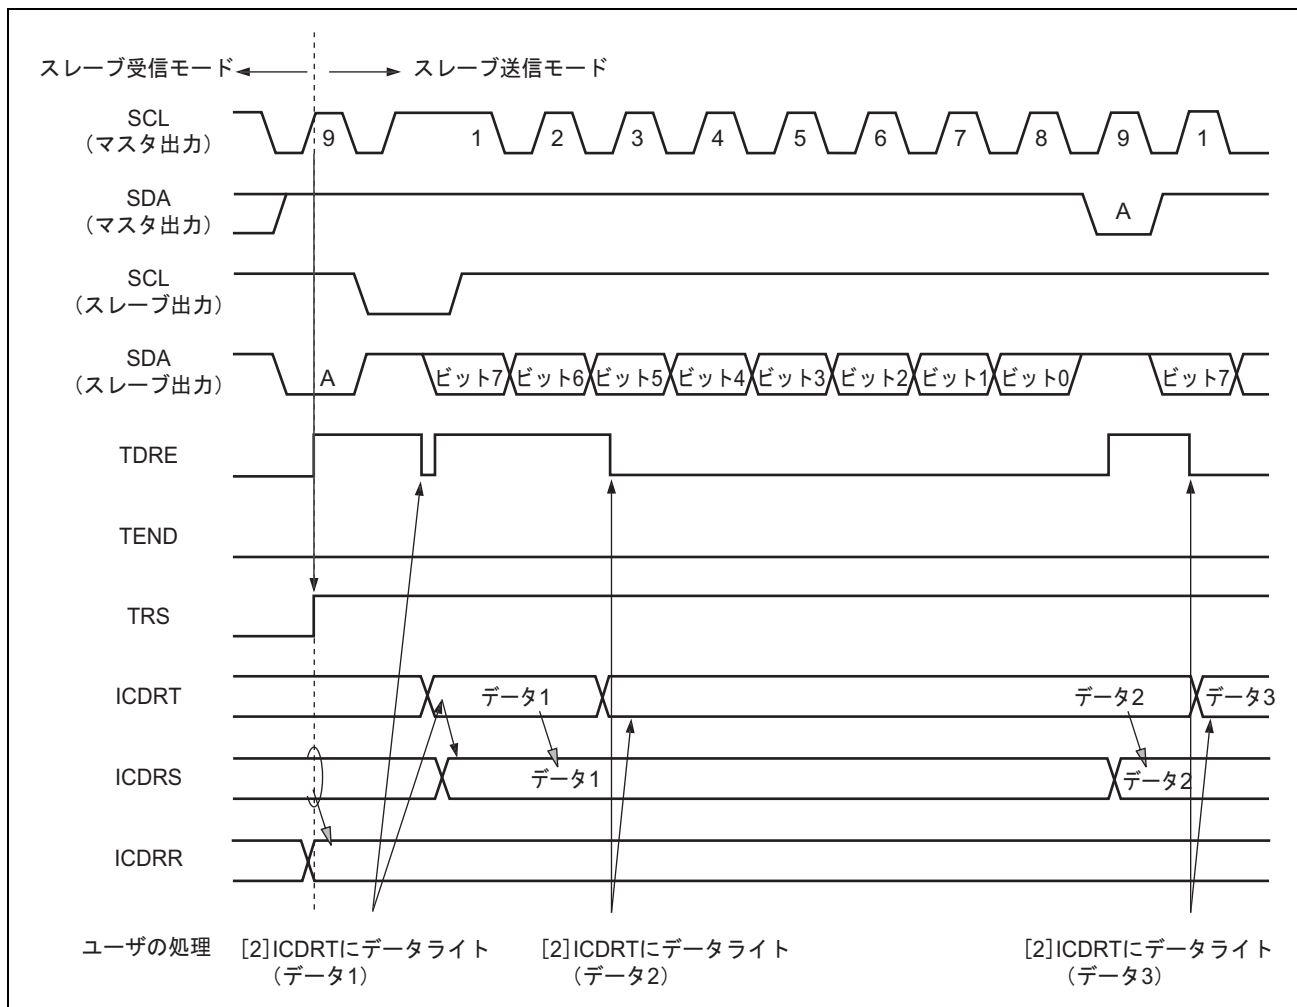 スレーブ受信モード スレーブ送信モード
SCL
（マスタ出力）
9 1 2 3 4 5 6 7 8 9 1
SDA
（マスタ出力）
A
SCL
（スレーブ出力）
SDA
（スレーブ出力）
A ビット7 ビット6 ビット5 ビット4 ビット3 ビット2 ビット1 ビット0 ビット7
TDRE
TEND
TRS
ICDRT データ1 データ2 データ3
ICDRS データ1 データ2
ICDRR
ユーザの処理
[2]ICDRTにデータライト
（データ1）
[2]ICDRTにデータライト
（データ2）
[2]ICDRTにデータライト
（データ3）